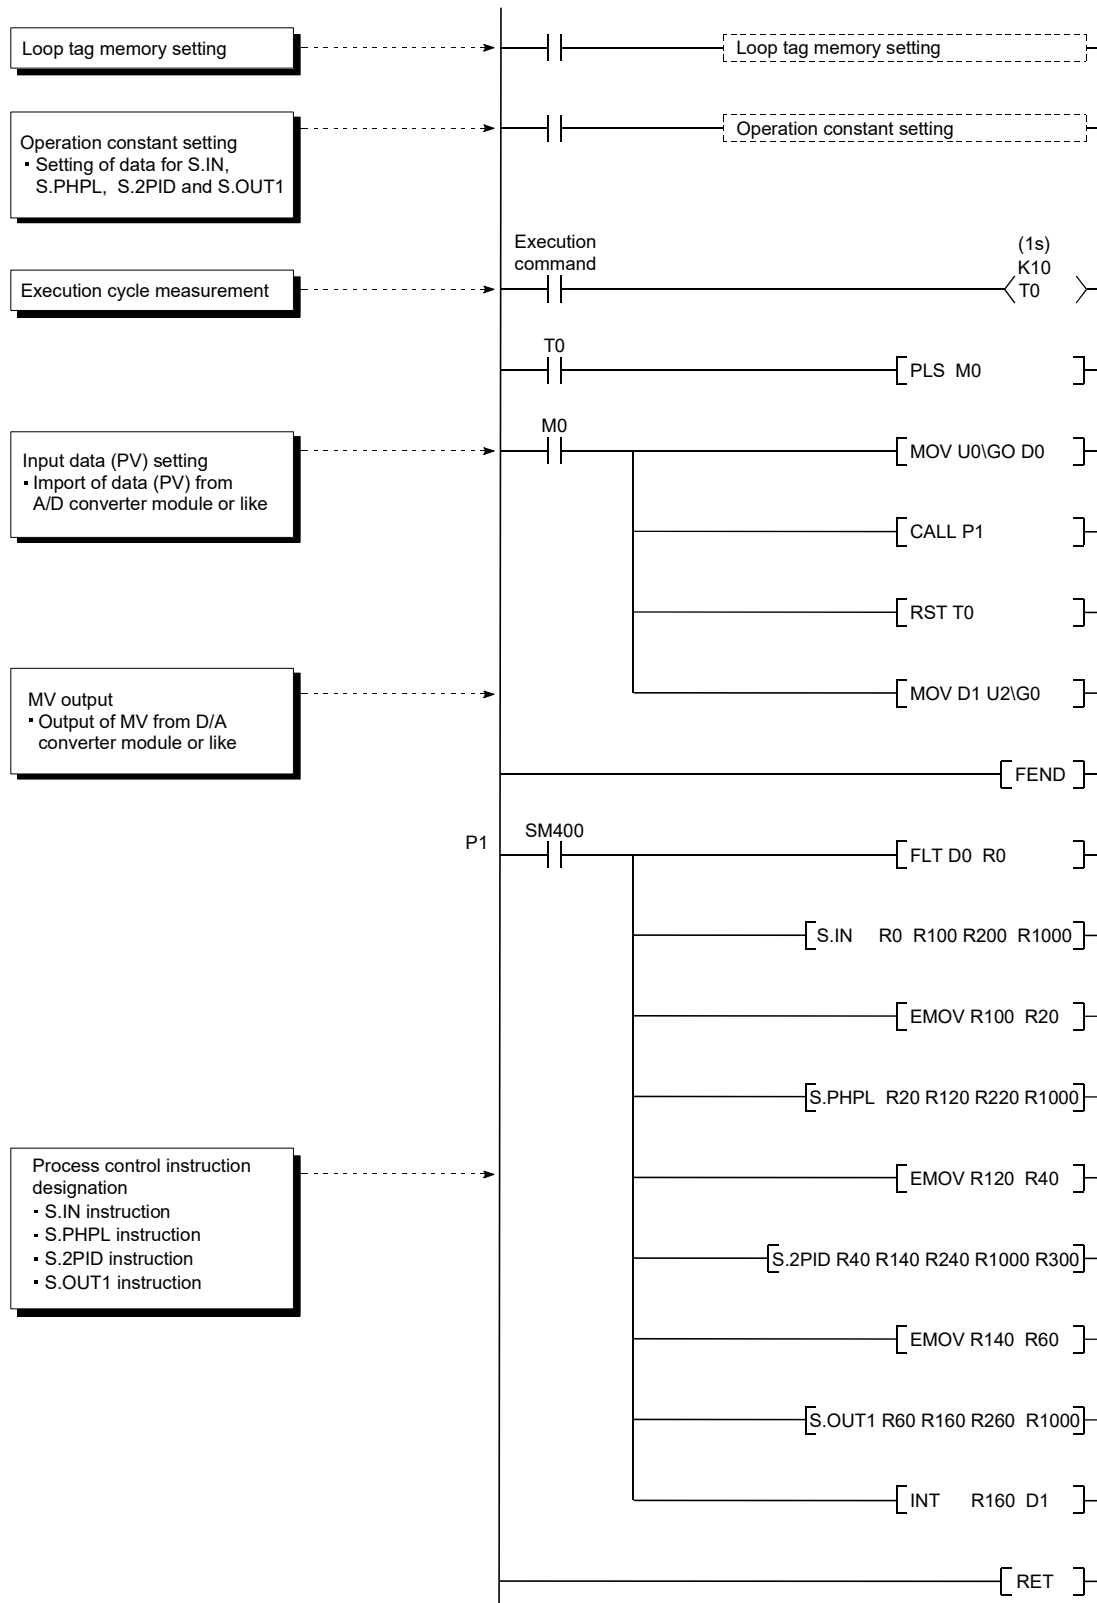 Loop tag memory setting
Loop tag memory setting
Operation constant setting
▪ Setting of data for S.IN,
S.PHPL, S.2PID and S.OUT1
Operation constant setting
Execution
command
(1s)
K10
T0
Execution cycle measurement
T0
PLS M0
M0
Input data (PV) setting
▪ Import of data (PV) from
A/D converter module or like
MOV U0\GO D0
CALL P1
RST T0
MV output
▪ Output of MV from D/A
converter module or like
MOV D1 U2\G0
FEND
P1
SM400
FLT D0 R0
S.IN R0 R100 R200 R1000
EMOV R100 R20
S.PHPL R20 R120 R220 R1000
Process control instruction
designation
▪ S.IN instruction
▪ S.PHPL instruction
▪ S.2PID instruction
▪ S.OUT1 instruction
EMOV R120 R40
S.2PID R40 R140 R240 R1000 R300
EMOV R140 R60
S.OUT1 R60 R160 R260 R1000
INT R160 D1
RET